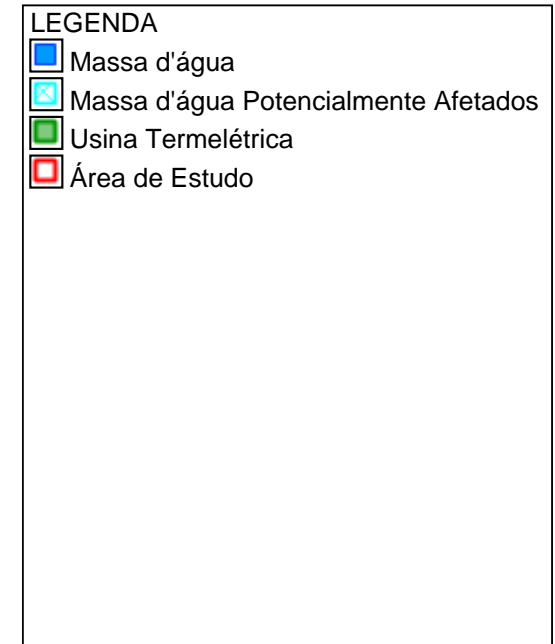 LEGENDA
Massa d'água
Massa d'água Potencialmente Afetados
Usina Termelétrica
Área de Estudo